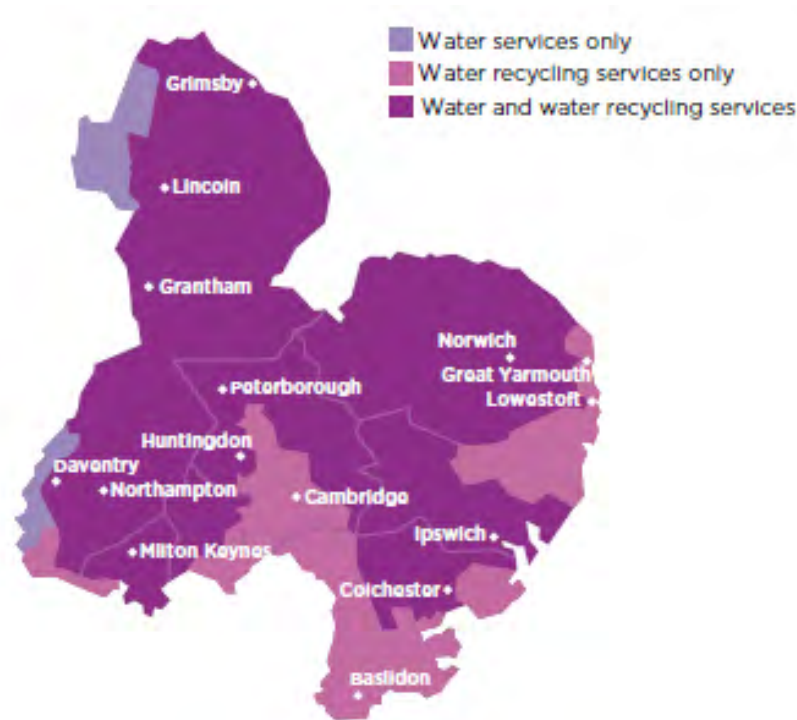 Water services only
Water recycling services only
Water and water recycling services
Grimsby
Lincoln
Grantham
Norwich
Great Yarmouth
Lowestoft
Peterborough
Huntingdon
Daventry
Northampton
Cambridge
Ipswich
Milton Keynes
Colchester
Basildon